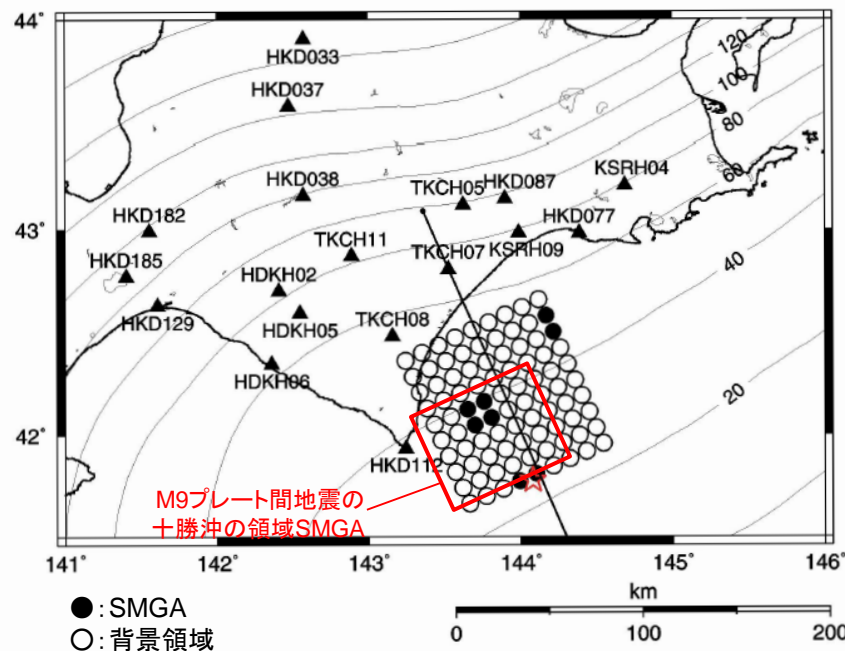 44˚
HKD033
HKD037
120
100
80
60
HKD038
TKCH05
HKD087
KSRH04
HKD182
43˚
TKCH11
TKCH07
KSRH09
HKD077
HKD185
HDKH02
40
HKD129
HDKH05
TKCH08
HDKH06
20
42˚
HKD112
M9プレート間地震の
十勝沖の領域SMGA
141˚ 142˚ 143˚ 144˚ 145˚ 146˚
km
●:SMGA
0 100 200
○:背景領域